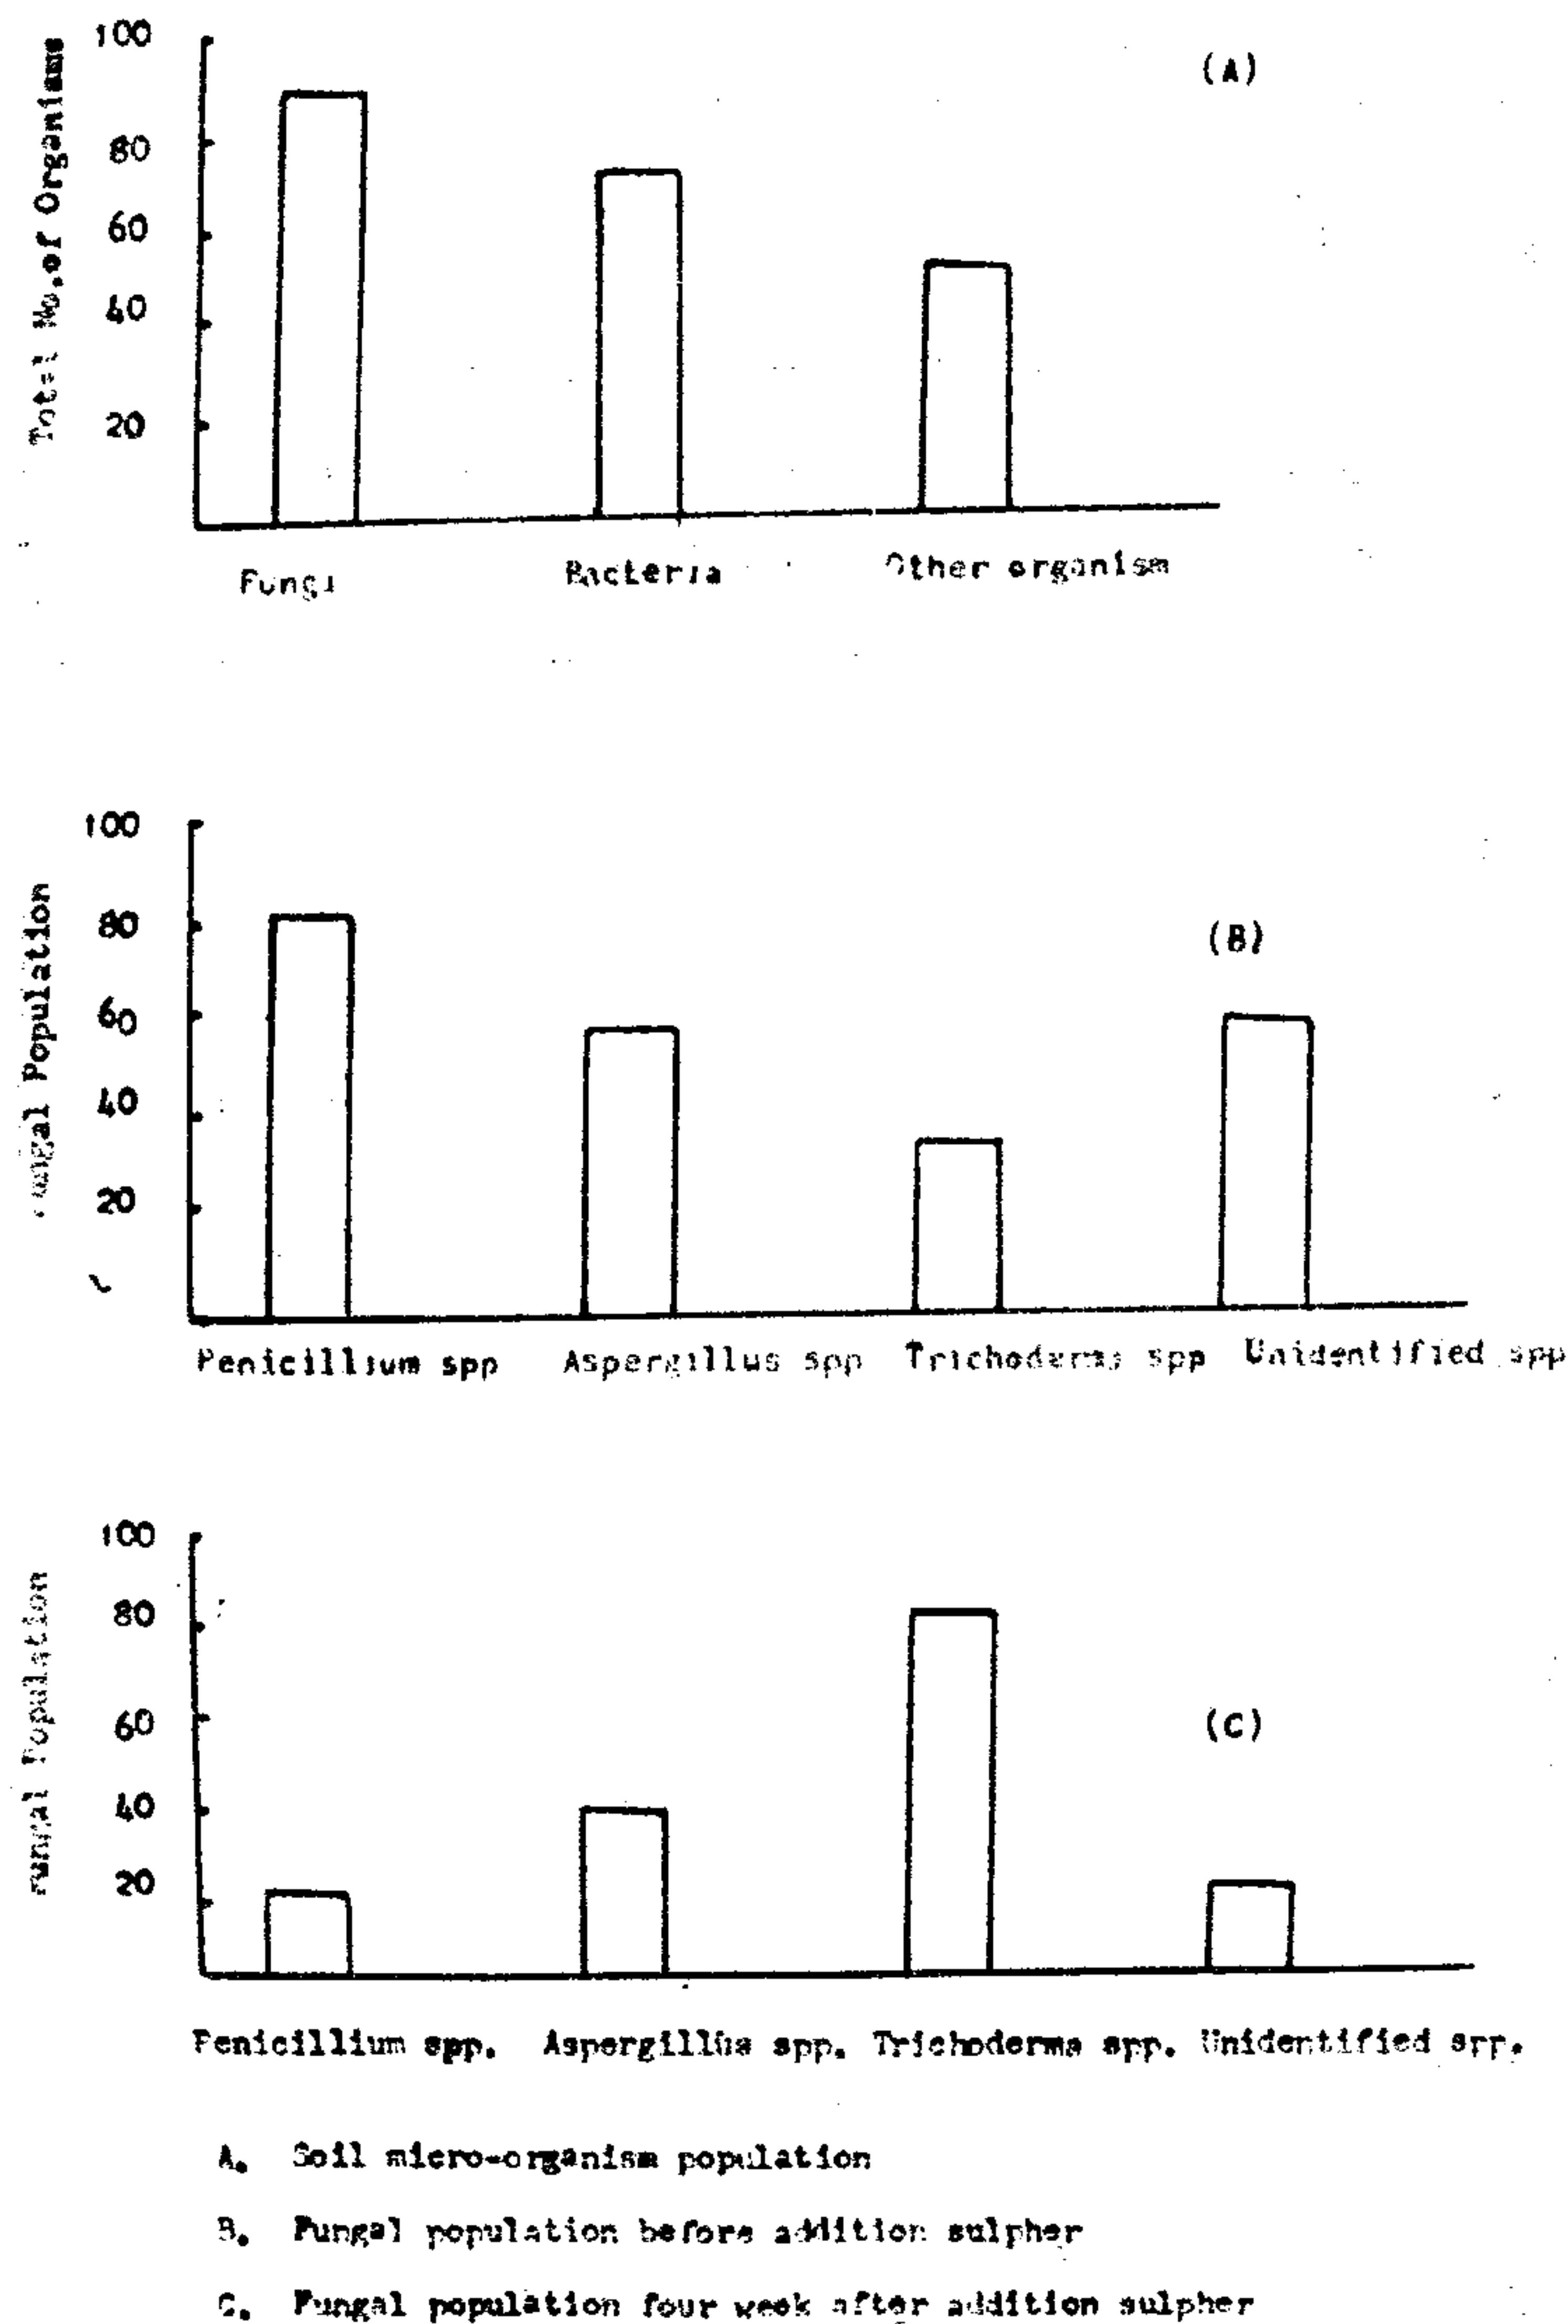 (A)
Total No. of Organisms
100
80
60
40
20
Fungi
Bacteria
Other organism
(B)
Population
100
80
60
40
20
Penicillium spp
Aspergillus spp
Trichoderma spp
Unidentified spp
(C)
Fungal Population
100
80
60
40
20
Penicillium spp.
Aspergillus spp.
Trichoderma spp.
Unidentified spp.
A. Soil micro-organism population
B. Fungal population before addition sulpher
C. Fungal population four week after addition sulpher